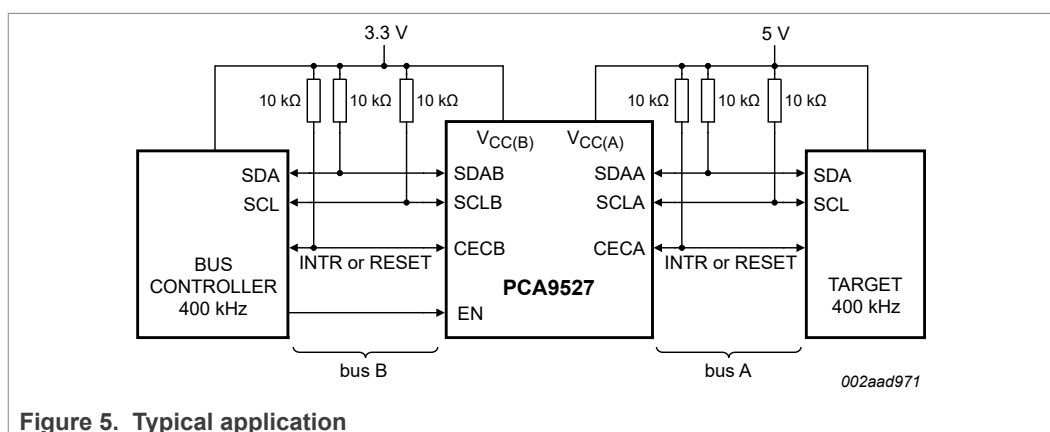 3.3 V
5 V
10 kΩ
10 kΩ
10 kΩ
10 kΩ
10 kΩ
10 kΩ
VCC(B)
VCC(A)
SDA
SDAB
SDAA
SDA
SCL
SCLB
SCLA
SCL
CECB
CECA
INTR or RESET
INTR or RESET
BUS
CONTROLLER
400 kHz
PCA9527
TARGET
400 kHz
EN
bus B
bus A
002aad971
Figure 5. Typical application